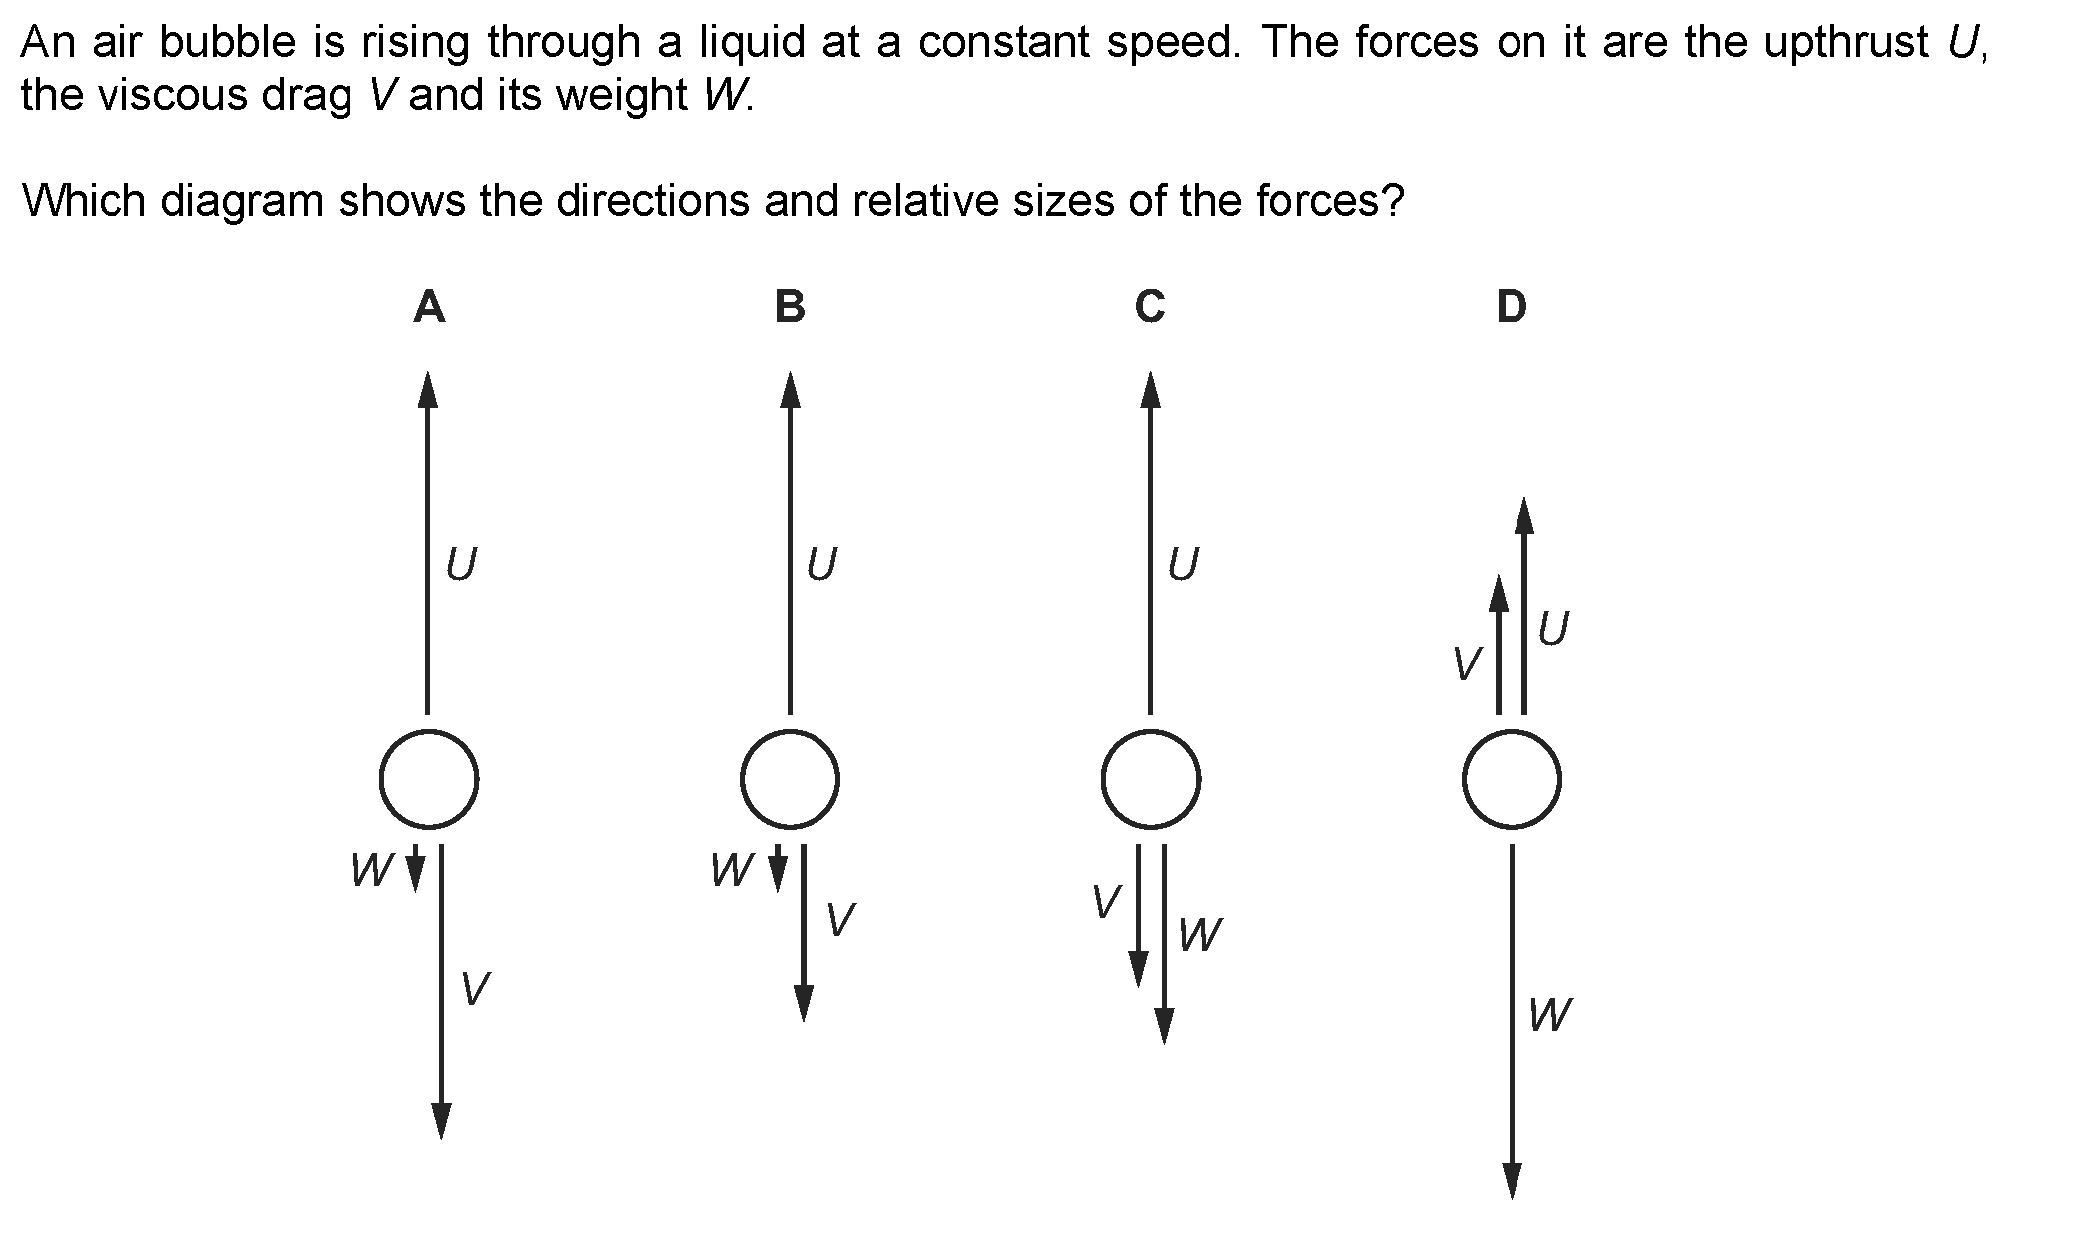 An air bubble is rising through a liquid at a constant speed. The forces on it are the upthrust U,
the viscous drag V and its weight W.
Which diagram shows the directions and relative sizes of the forces?
A B C D
U U U V U
W V W V V W W